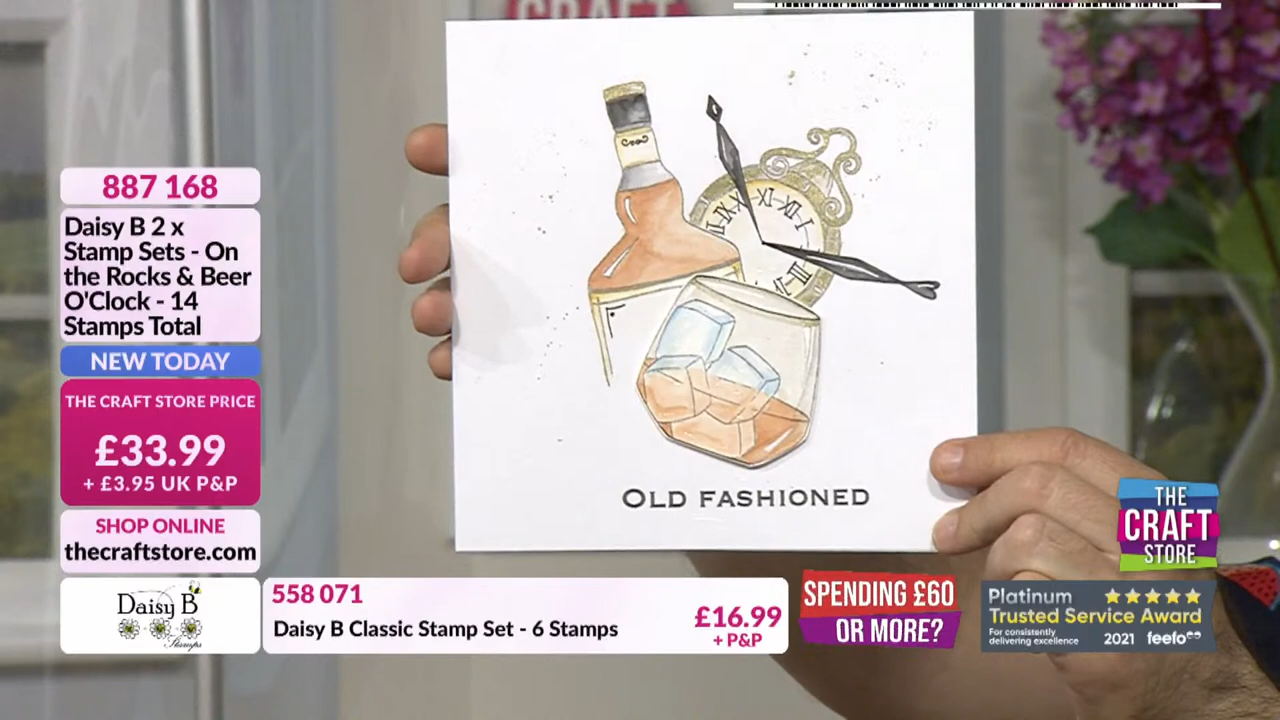 CRAFT
887 168
Daisy B 2 x
Stamp Sets - On
the Rocks & Beer
O'Clock - 14
Stamps Total
NEW TODAY
THE CRAFT STORE PRICE
£33.99
+ £3.95 UK P&P
SHOP ONLINE
thecraftstore.com
OLD FASHIONED
Daisy B
Stamps
558 071
Daisy B Classic Stamp Set - 6 Stamps
£16.99
+ P&P
SPENDING £60
OR MORE?
THE
CRAFT
STORE
Platinum
Trusted Service Award
For consistently
delivering excellence
2021 feefo